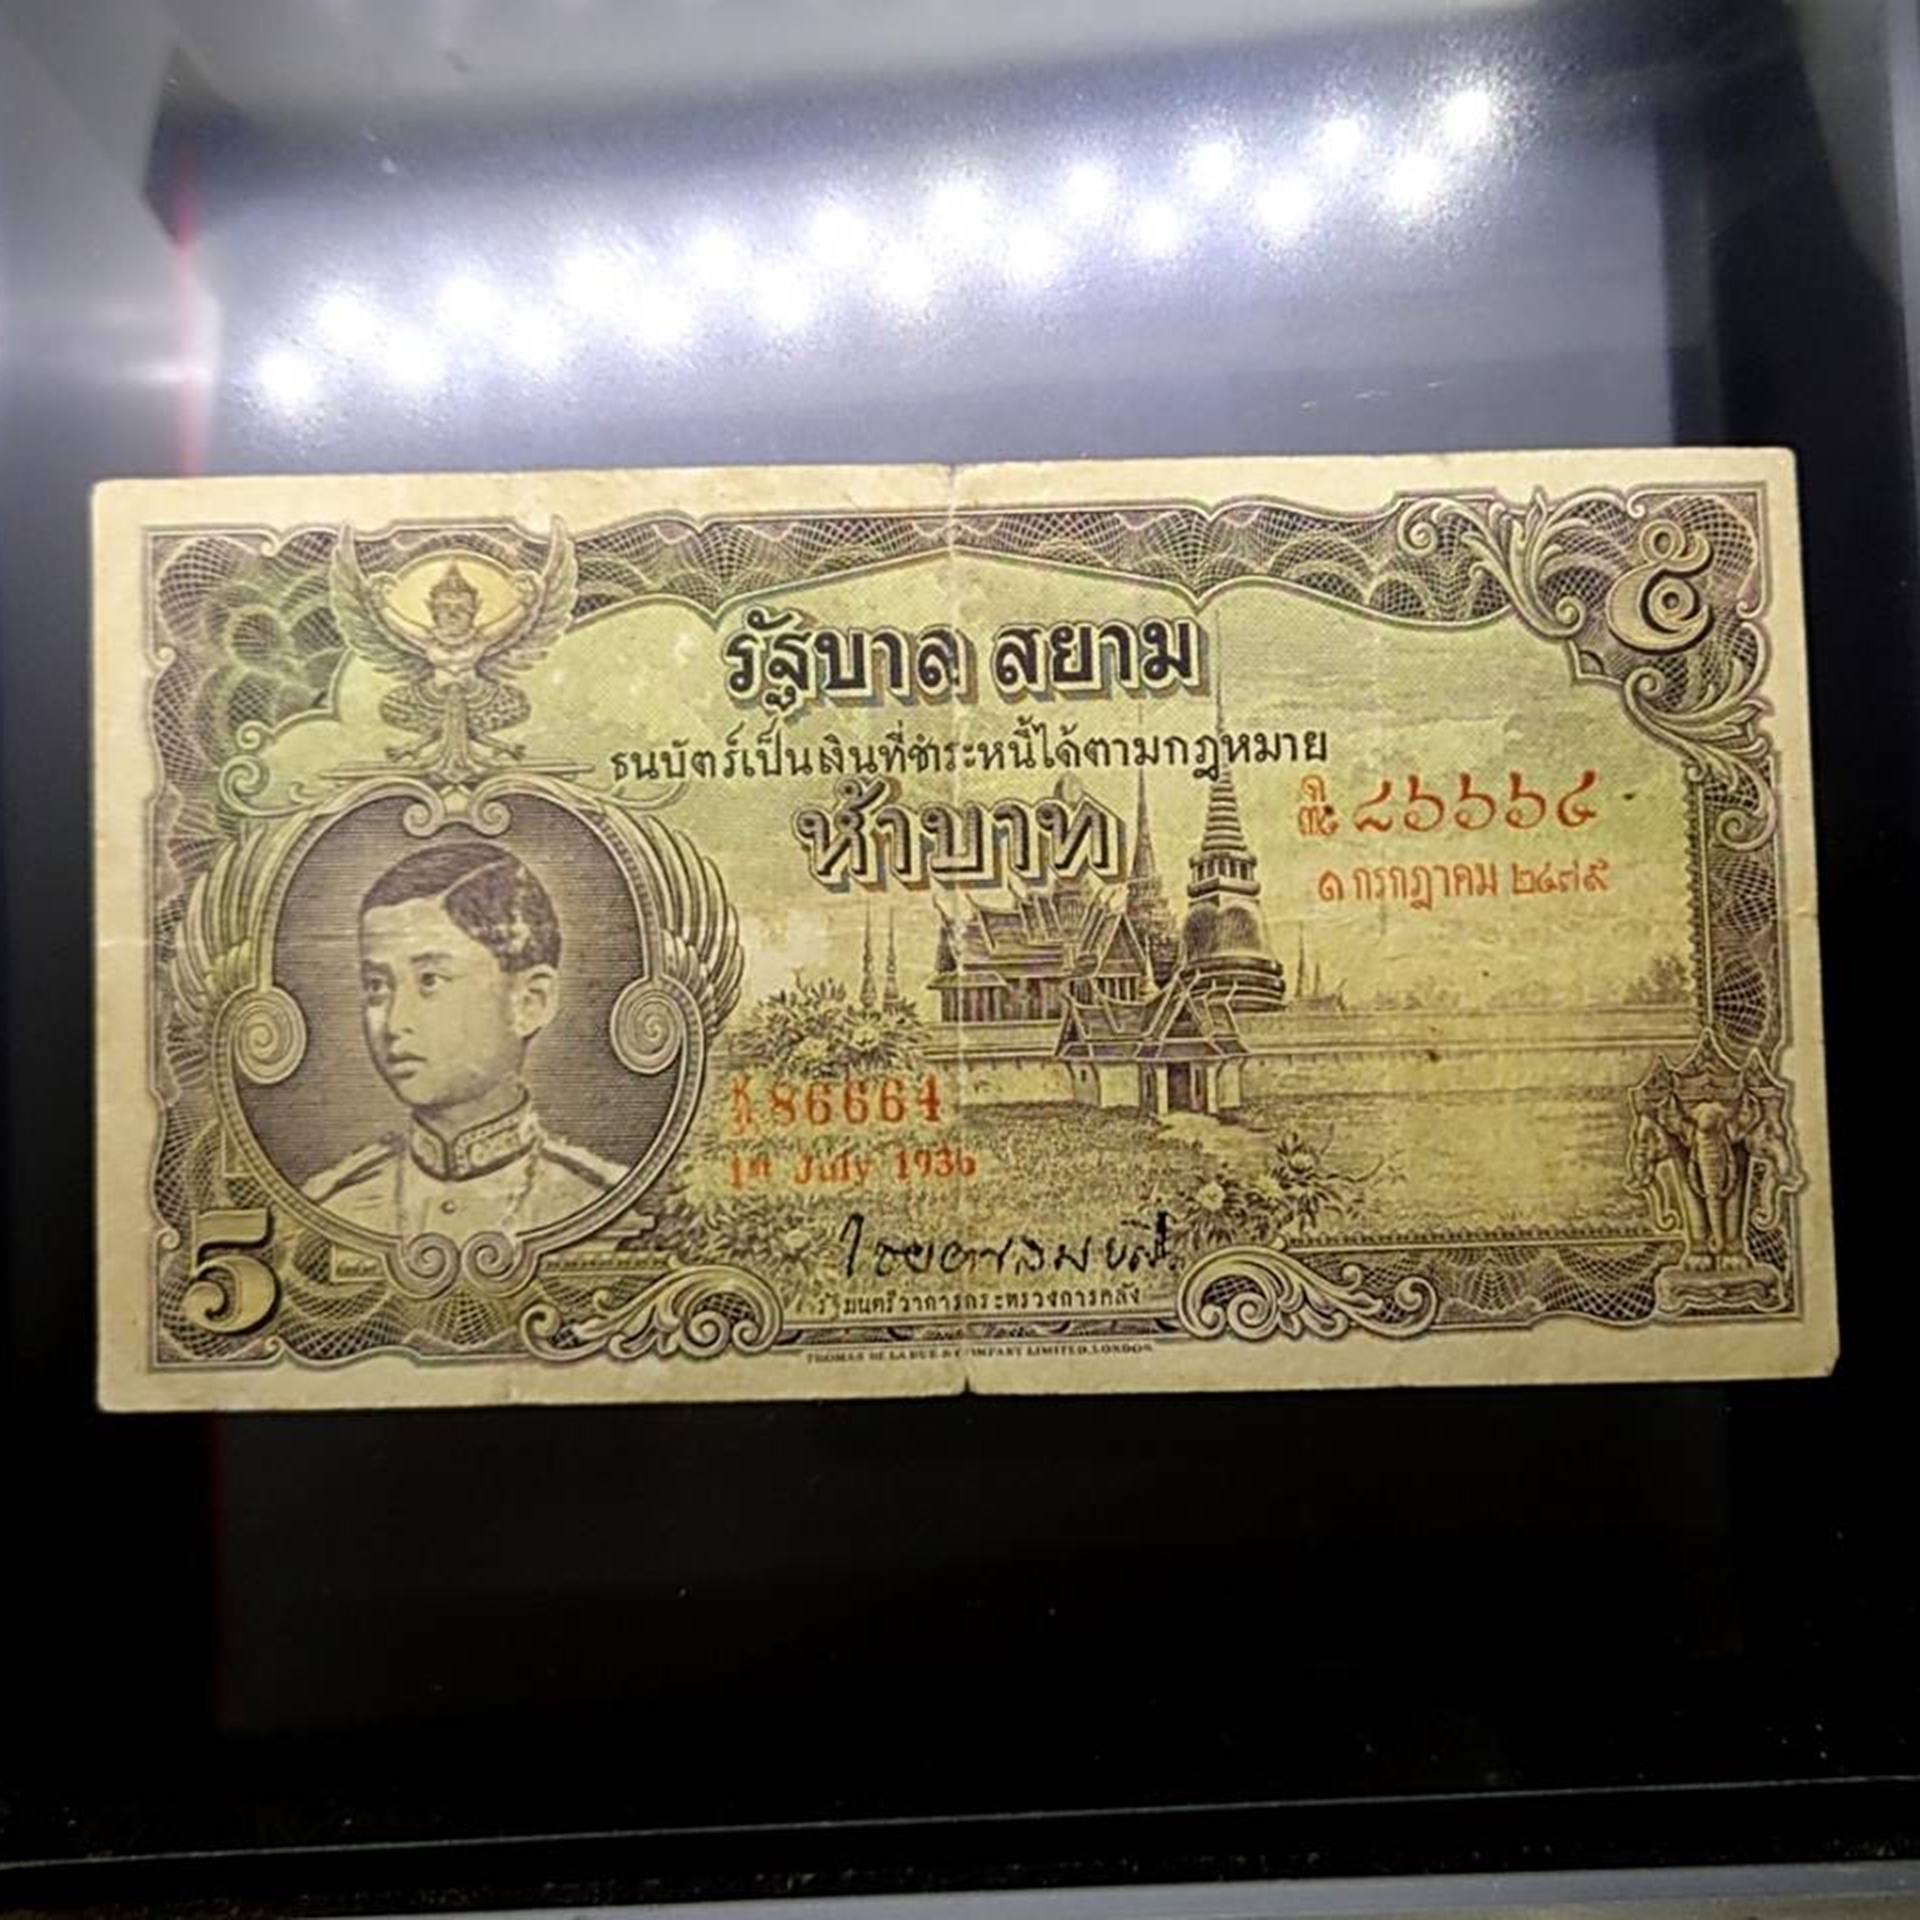 ๕
รัฐบาล สยาม
ธนบัตร์เป็นเงินที่ชำระหนี้ได้ตามกฎหมาย
ห้าบาท
๘๖๖๖๔
๑ กรกฎาคม ๒๔๗๙
86664
1st July 1936
5
รัฐมนตรีว่าการกระทรวงการคลัง
THOMAS DE LA RUE & COMPANY LIMITED, LONDON